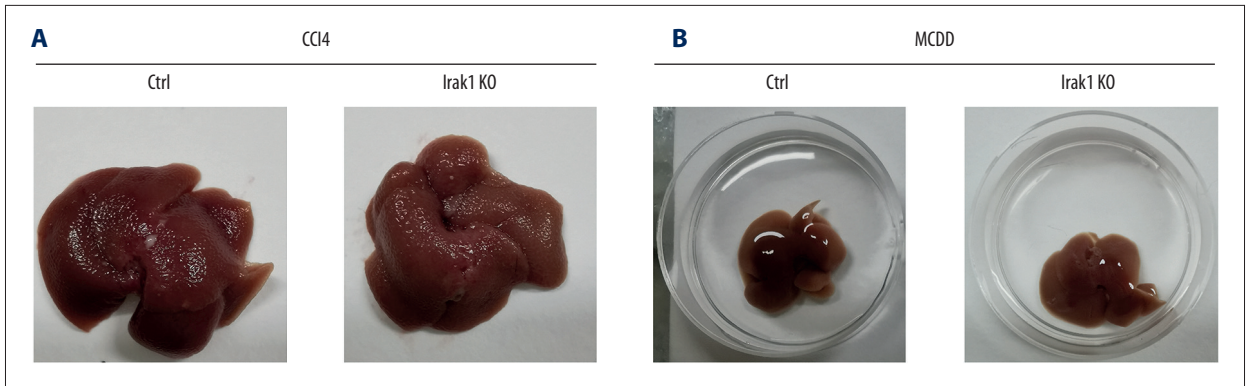 A
CCl4
Ctrl
Irak1 KO
B
MCDD
Ctrl
Irak1 KO